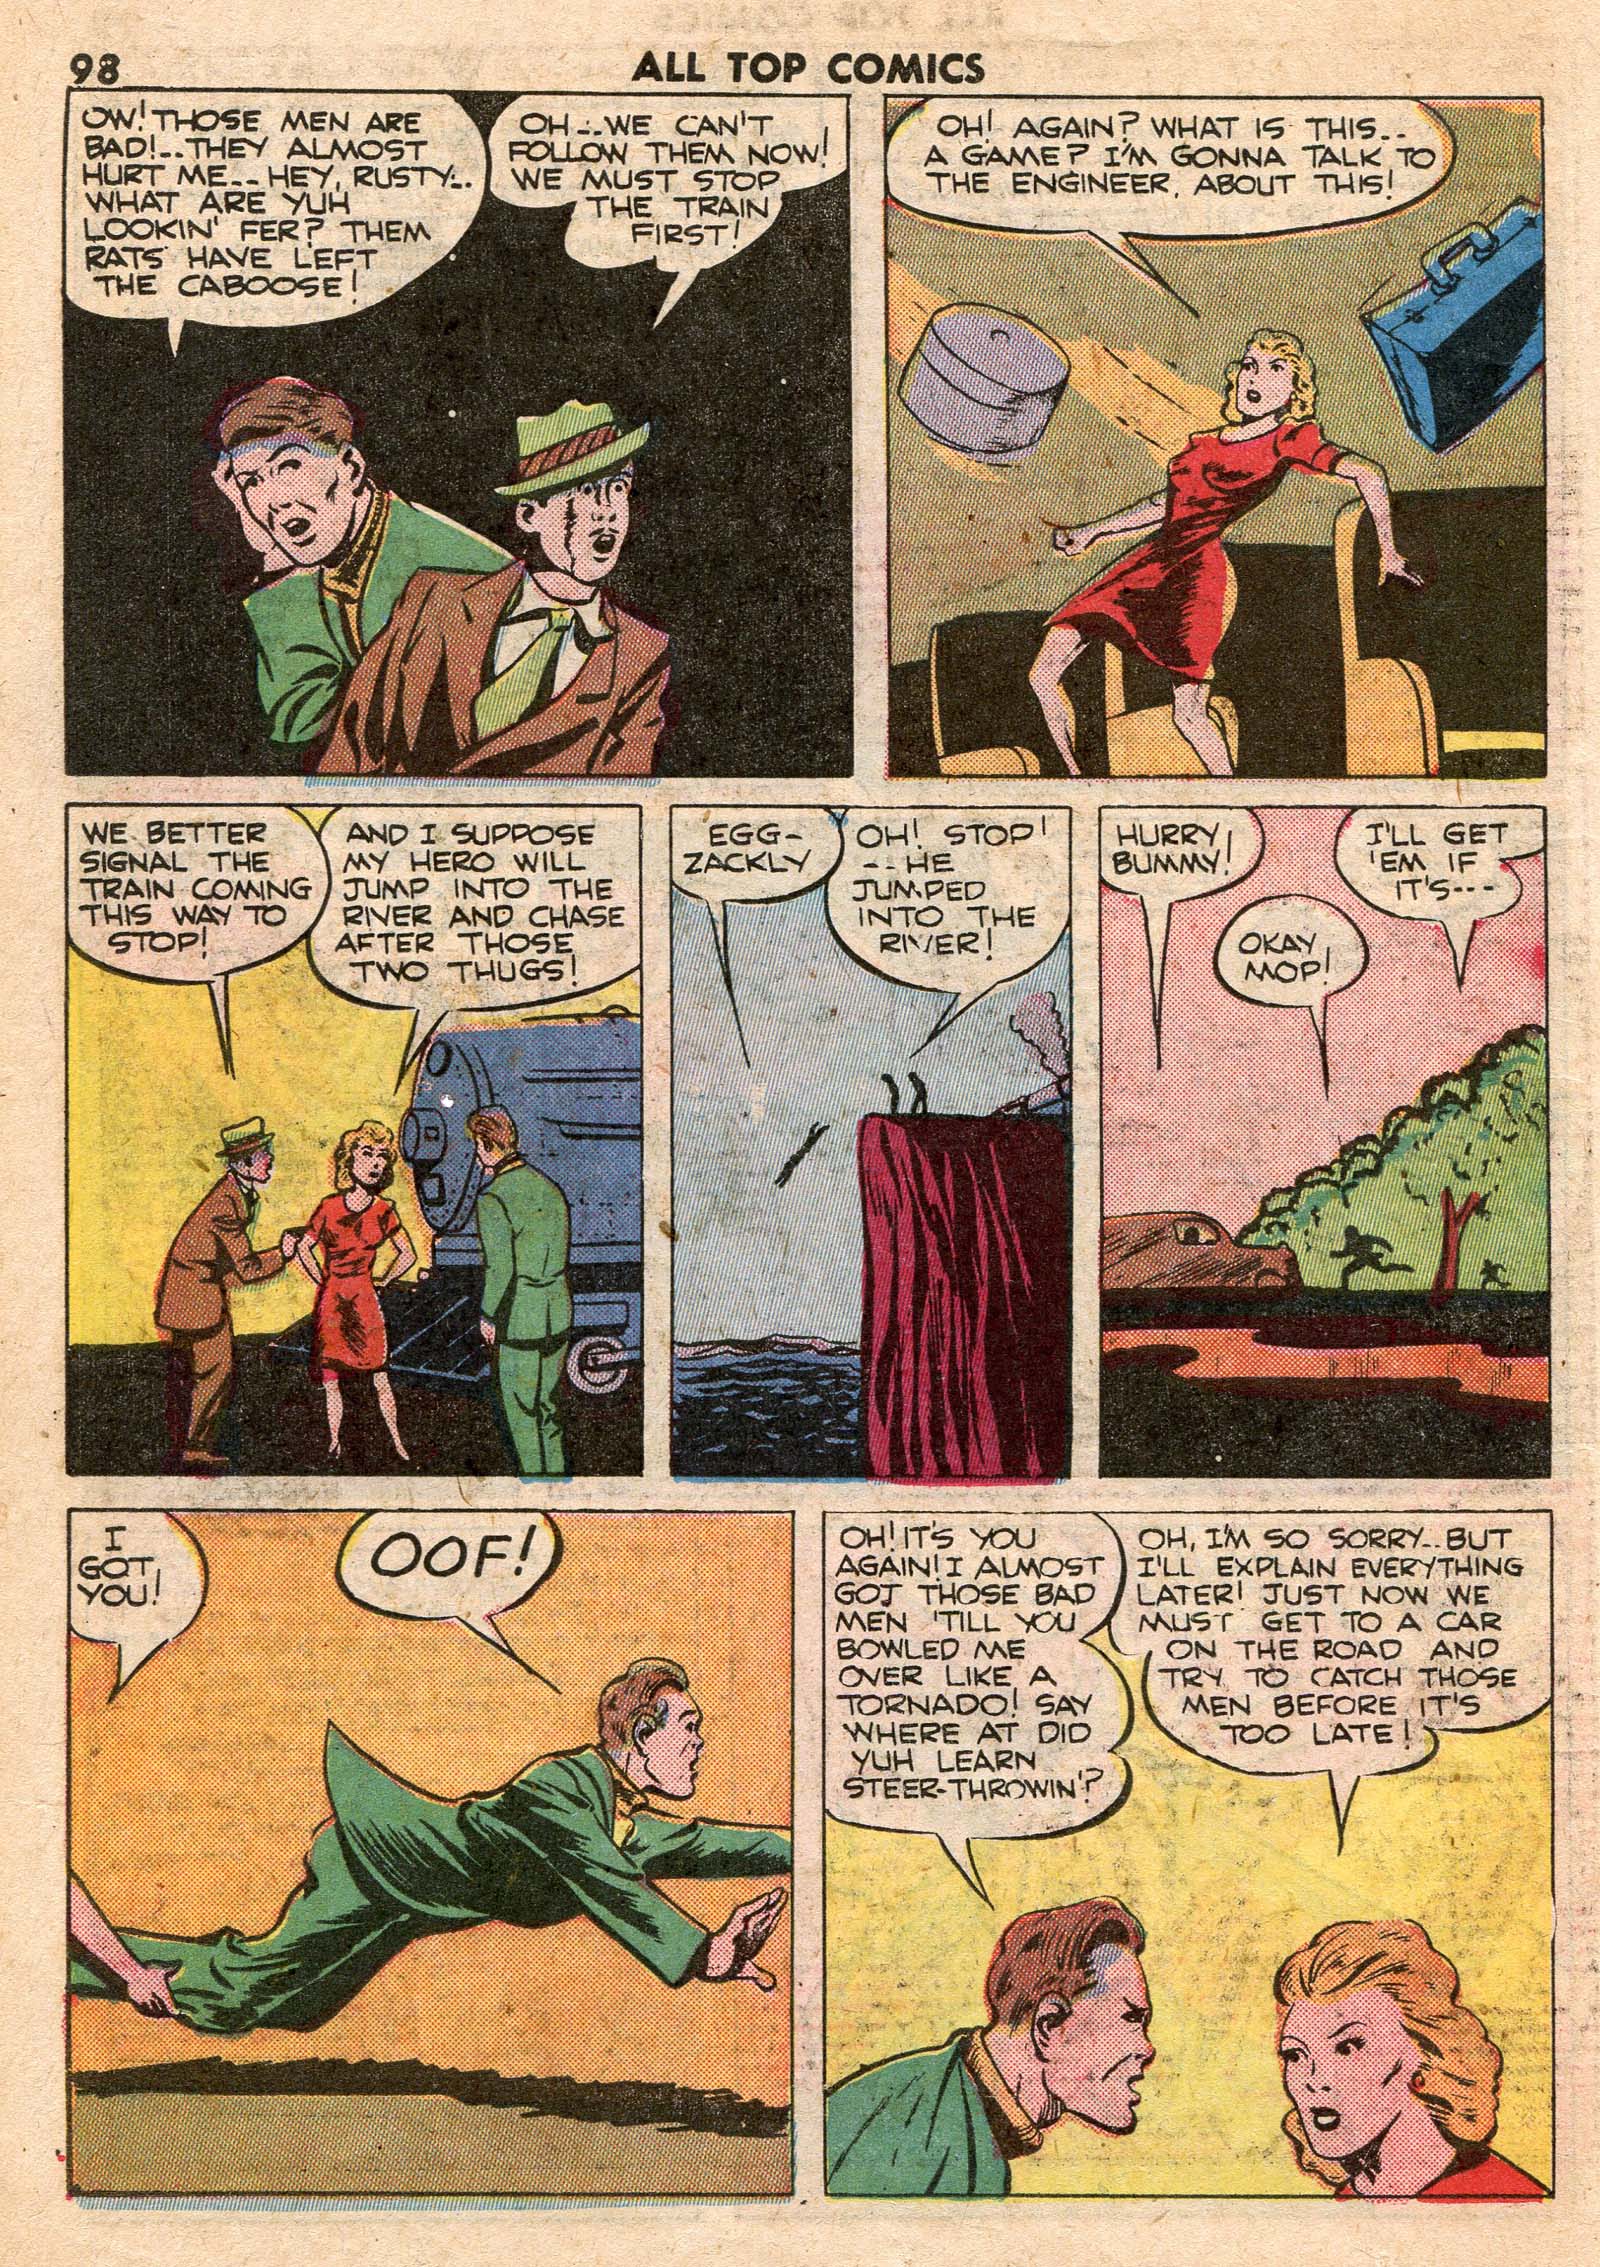 98
ALL TOP COMICS
OW! THOSE MEN ARE
BAD!.. THEY ALMOST
HURT ME.. HEY, RUSTY..
WHAT ARE YUH
LOOKIN' FER? THEM
RATS HAVE LEFT
THE CABOOSE!
OH... WE CAN'T
FOLLOW THEM NOW!
WE MUST STOP
THE TRAIN
FIRST!
OH! AGAIN? WHAT IS THIS..
A GAME? I'M GONNA TALK TO
THE ENGINEER, ABOUT THIS!
WE BETTER
SIGNAL THE
TRAIN COMING
THIS WAY TO
STOP!
AND I SUPPOSE
MY HERO WILL
JUMP INTO THE
RIVER AND CHASE
AFTER THOSE
TWO THUGS!
EGG-
ZACKLY
OH! STOP!
-- HE
JUMPED
INTO THE
RIVER!
HURRY
BUMMY!
OKAY
MOP!
I'LL GET
'EM IF
IT'S---
I
GOT
YOU!
OOF!
OH! IT'S YOU
AGAIN! I ALMOST
GOT THOSE BAD
MEN 'TILL YOU
BOWLED ME
OVER LIKE A
TORNADO! SAY
WHERE AT DID
YUH LEARN
STEER-THROWIN'?
OH, I'M SO SORRY.. BUT
I'LL EXPLAIN EVERYTHING
LATER! JUST NOW WE
MUST GET TO A CAR
ON THE ROAD AND
TRY TO CATCH THOSE
MEN BEFORE IT'S
TOO LATE!